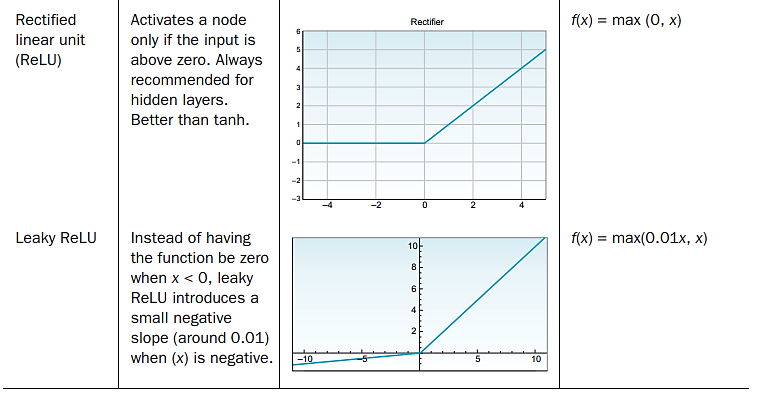 Rectified
linear unit
(ReLU)
Activates a node
only if the input is
above zero. Always
recommended for
hidden layers.
Better than tanh.
Rectifier
6
5
4
3
2
1
0
−1
−2
−3
−4 −2 0 2 4
f(x) = max (0, x)
Leaky ReLU
Instead of having
the function be zero
when x < 0, leaky
ReLU introduces a
small negative
slope (around 0.01)
when (x) is negative.
10
8
6
4
2
−10 −5 5 10
f(x) = max(0.01x, x)